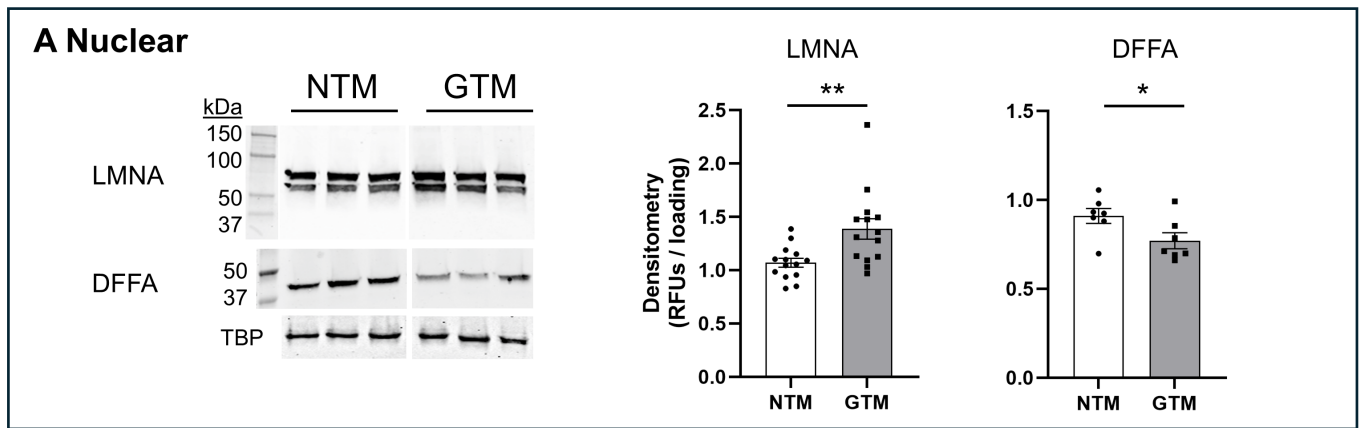 A Nuclear
NTM GTM
kDa
150
100
LMNA
50
37
50
DFFA
37
TBP
LMNA
**
2.5
2.0
1.5
1.0
0.5
0.0
Densitometry
(RFUs / loading)
NTM GTM
DFFA
*
1.5
1.0
0.5
0.0
NTM GTM